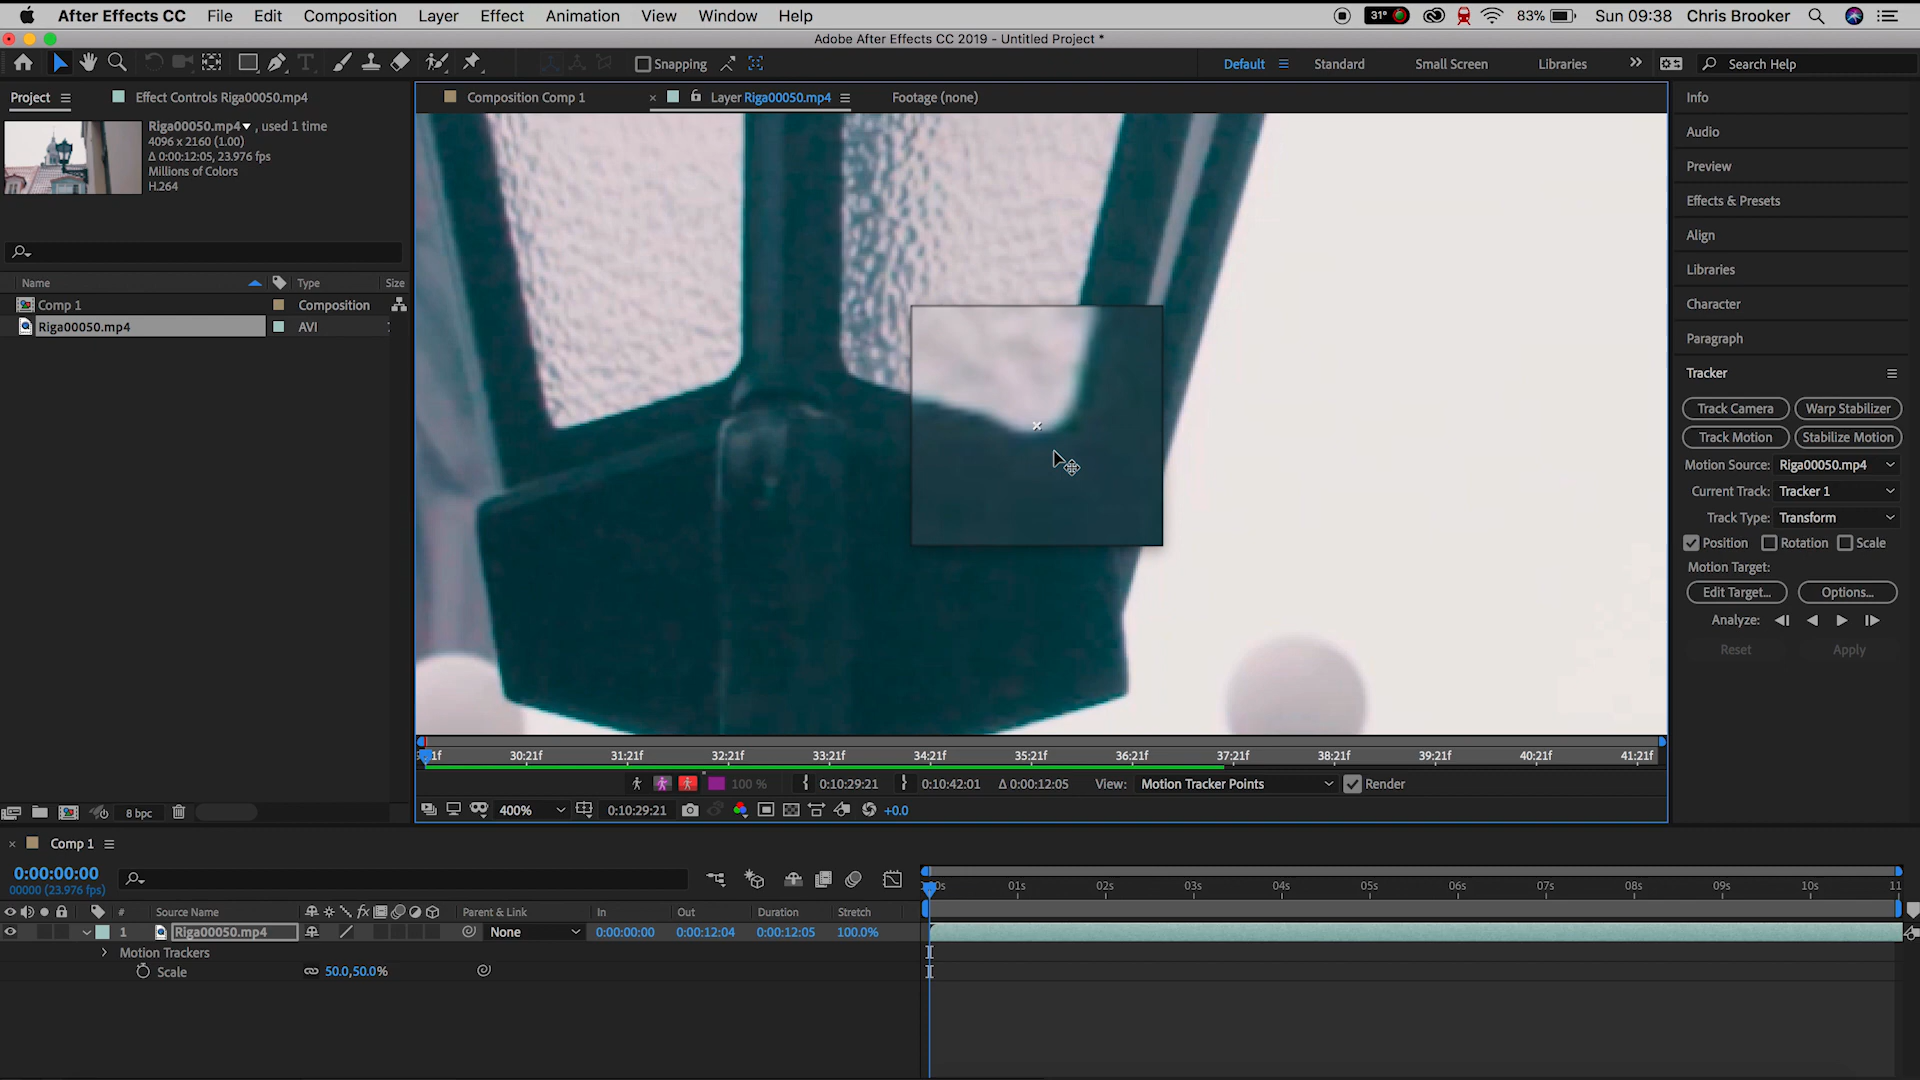 After Effects CC File Edit Composition Layer Effect Animation View Window Help 31° 83% Sun 09:38 Chris Brooker
Adobe After Effects CC 2019 - Untitled Project *
Snapping Default Standard Small Screen Libraries Search Help
Project Effect Controls Riga00050.mp4 Composition Comp 1 Layer Riga00050.mp4 Footage (none)
Riga00050.mp4 , used 1 time
4096 x 2160 (1.00)
Δ 0:00:12:05, 23.976 fps
Millions of Colors
H.264
Name Type Size
Comp 1 Composition
Riga00050.mp4 AVI
Info
Audio
Preview
Effects & Presets
Align
Libraries
Character
Paragraph
Tracker
Track Camera Warp Stabilizer
Track Motion Stabilize Motion
Motion Source: Riga00050.mp4
Current Track: Tracker 1
Track Type: Transform
Position Rotation Scale
Motion Target:
Edit Target... Options...
Analyze:
Reset Apply
30:21f 31:21f 32:21f 33:21f 34:21f 35:21f 36:21f 37:21f 38:21f 39:21f 40:21f 41:21f
100 % 0:10:29:21 0:10:42:01 Δ 0:00:12:05 View: Motion Tracker Points Render
8 bpc 400% 0:10:29:21 +0.0
Comp 1
0:00:00:00
00000 (23.976 fps)
01s 02s 03s 04s 05s 06s 07s 08s 09s 10s 11
# Source Name fx Parent & Link In Out Duration Stretch
1 Riga00050.mp4 None 0:00:00:00 0:00:12:04 0:00:12:05 100.0%
Motion Trackers
Scale 50.0,50.0%